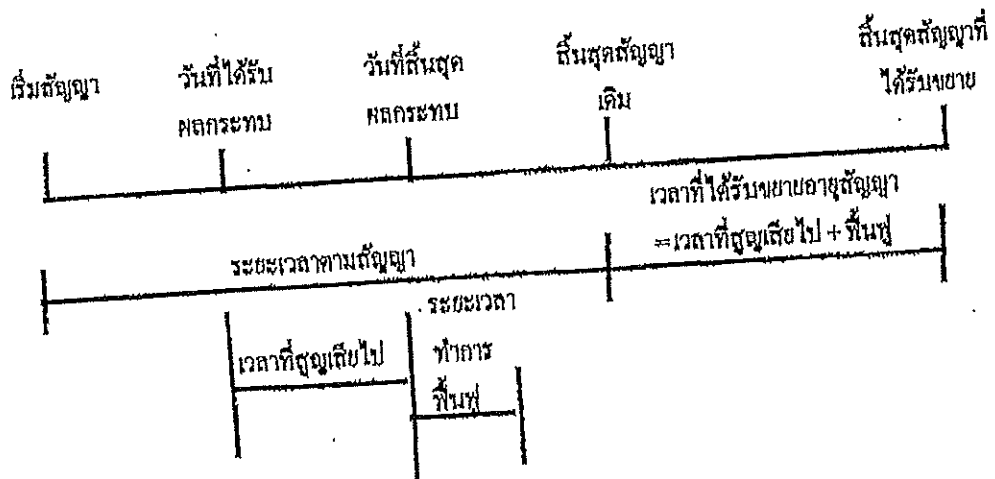 เริ่มสัญญา
วันที่ได้รับ
ผลกระทบ
วันที่สิ้นสุด
ผลกระทบ
สิ้นสุดสัญญา
เดิม
สิ้นสุดสัญญาที่
ได้รับขยาย
เวลาที่ได้รับขยายอายุสัญญา
=เวลาที่สูญเสียไป+ฟื้นฟู
ระยะเวลาตามสัญญา
เวลาที่สูญเสียไป
ระยะเวลา
ทำการ
ฟื้นฟู